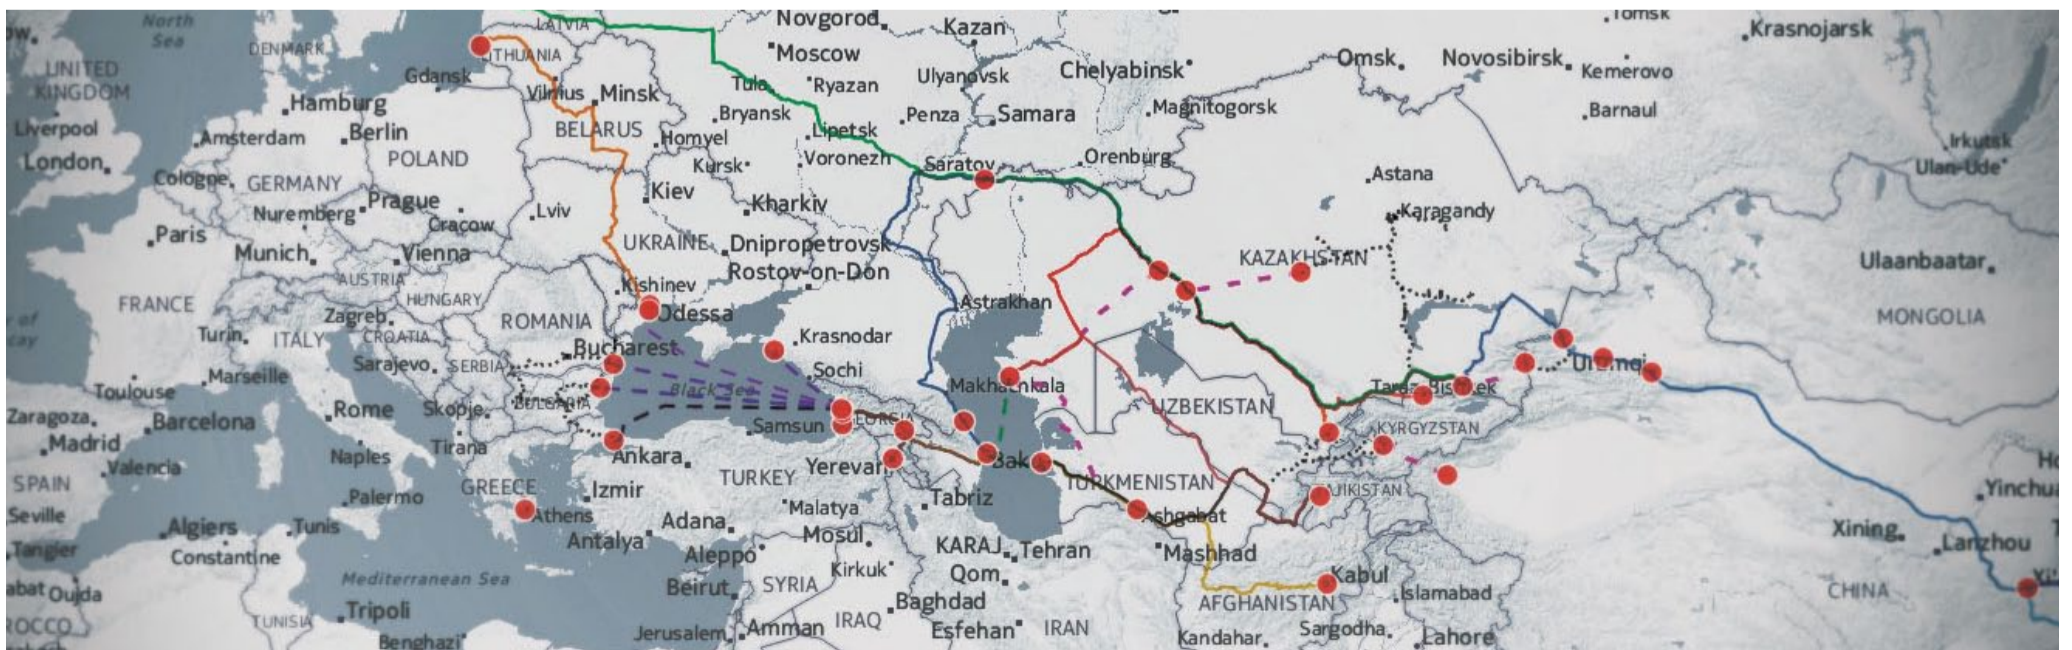 North
Sea
LATVIA
Novgorod
Kazan
Tomsk
Krasnojarsk
DENMARK
LITHUANIA
Moscow
Omsk
Novosibirsk
Kemerovo
UNITED
KINGDOM
Gdansk
Vilnius
Minsk
Tula
Ryazan
Ulyanovsk
Chelyabinsk
Hamburg
Magnitogorsk
Barnaul
Liverpool
Amsterdam
Berlin
BELARUS
Homyel
Bryansk
Lipetsk
Penza
Samara
Irkutsk
London
POLAND
Kursk
Voronezh
Saratov
Orenburg
Astana
Ulan-Ude
Cologne
GERMANY
Prague
Kiev
Nuremberg
Cracow
Lviv
Kharkiv
Karagandy
Paris
Munich
Vienna
UKRAINE
Dnipropetrovsk
KAZAKHSTAN
Ulaanbaatar
AUSTRIA
Rostov-on-Don
FRANCE
HUNGARY
Kishinev
Astrakhan
Turin
ITALY
Zagreb
CROATIA
ROMANIA
Odessa
Krasnodar
MONGOLIA
Sarajevo
SERBIA
Bucharest
Sochi
Toulouse
Marseille
Black Sea
Zaragoza
Barcelona
Rome
Skopje
BULGARIA
Samsun
UZBEKISTAN
KYRGYZSTAN
Madrid
Valencia
Naples
Tirana
Ankara
TURKEY
Yerevan
TURKMENISTAN
SPAIN
Palermo
GREECE
Izmir
Malatya
Tabriz
Seville
Algiers
Tunis
Athens
Adana
Mosul
Xining
Lanzhou
Tangier
Constantine
Antalya
Aleppo
KARAJ
Tehran
Mashhad
Oujda
Mediterranean Sea
Beirut
SYRIA
Kirkuk
Qom
Kabul
Islamabad
CHINA
TUNISIA
Tripoli
Baghdad
AFGHANISTAN
Benghazi
Jerusalem
Amman
IRAQ
Esfehan
IRAN
Kandahar
Sargodha
Lahore